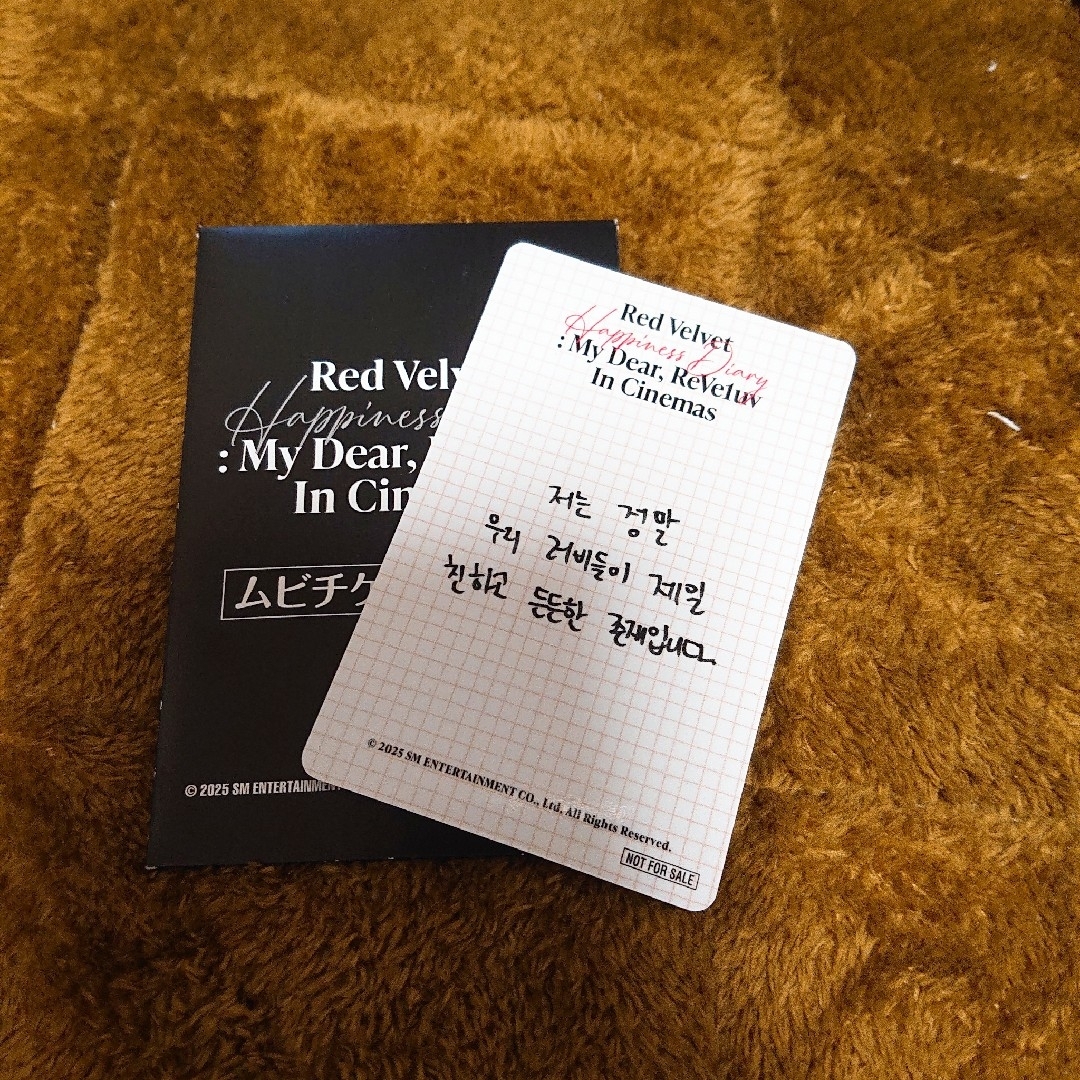 Red Vel
Happiness
: My Dear,
In Cin
ムビチケ
© 2025 SM ENTERTAINMENT
Red Velvet
Happiness Diary
: My Dear, ReVe1uv
In Cinemas
저는 정말
우리 러비들이 제일
친하고 든든한 존재입니다.
© 2025 SM ENTERTAINMENT CO., Ltd. All Rights Reserved.
NOT FOR SALE